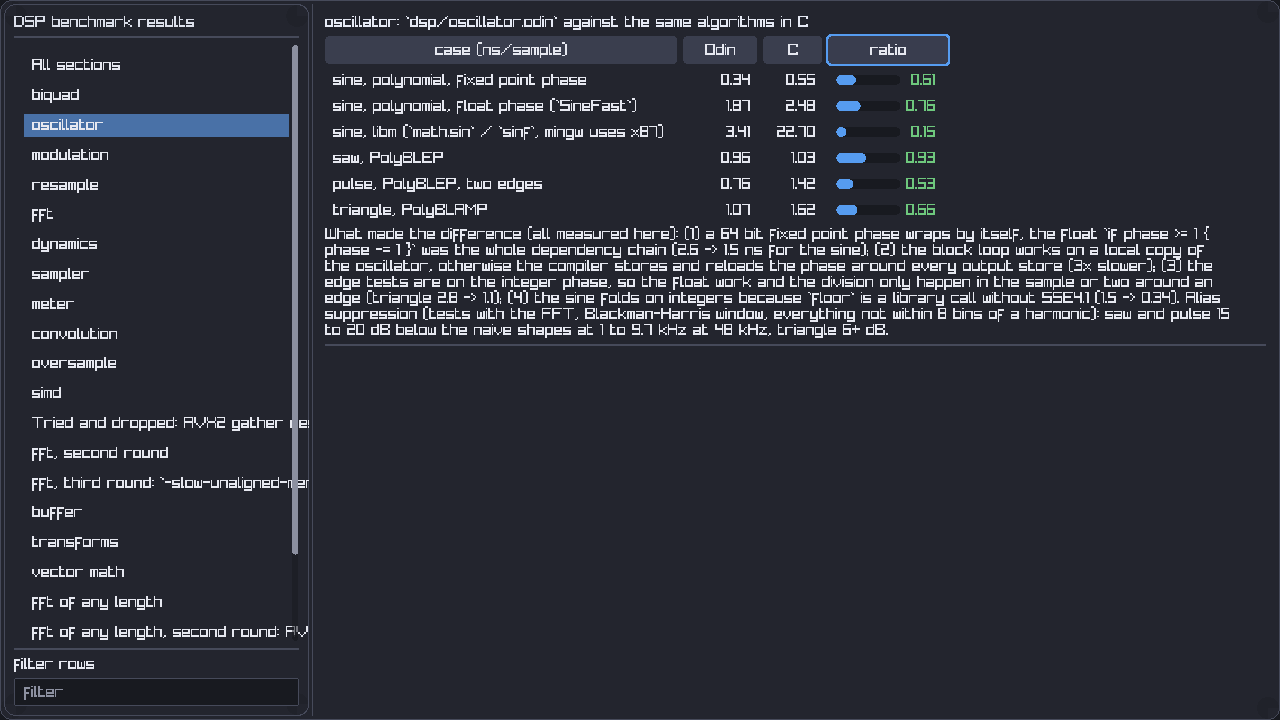 DSP benchmark results
All sections
biquad
oscillator
modulation
resample
fft
dynamics
sampler
meter
convolution
oversample
simd
Tried and dropped: AVX2 gather
fft, second round
fft, third round: `-slow-unaligned-mem
buffer
transforms
vector math
fft of any length
fft of any length, second round: AV
Filter rows
Filter
oscillator: `dsp/oscillator.odin` against the same algorithms in C
case (ns/sample) Odin C ratio
sine, polynomial, fixed point phase 0.34 0.55 0.61
sine, polynomial, float phase (`SineFast`) 1.87 2.48 0.76
sine, libm (`math.sin` / `sinf`, mingw uses x87) 3.41 22.70 0.15
saw, PolyBLEP 0.96 1.03 0.93
pulse, PolyBLEP, two edges 0.76 1.42 0.53
triangle, PolyBLAMP 1.07 1.62 0.66
What made the difference (all measured here): (1) a 64 bit fixed point phase wraps by itself, the float `if phase >= 1 {
phase -= 1 }` was the whole dependency chain (2.6 -> 1.5 ns for the sine); (2) the block loop works on a local copy of
the oscillator, otherwise the compiler stores and reloads the phase around every output store (3x slower); (3) the
edge tests are on the integer phase, so the float work and the division only happen in the sample or two around an
edge (triangle 2.8 -> 1.1); (4) the sine folds on integers because `floor` is a library call without SSE4.1 (1.5 -> 0.34). Alias
suppression (tests with the FFT, Blackman-Harris window, everything not within 8 bins of a harmonic): saw and pulse 15
to 20 dB below the naive shapes at 1 to 9.7 kHz at 48 kHz, triangle 6+ dB.